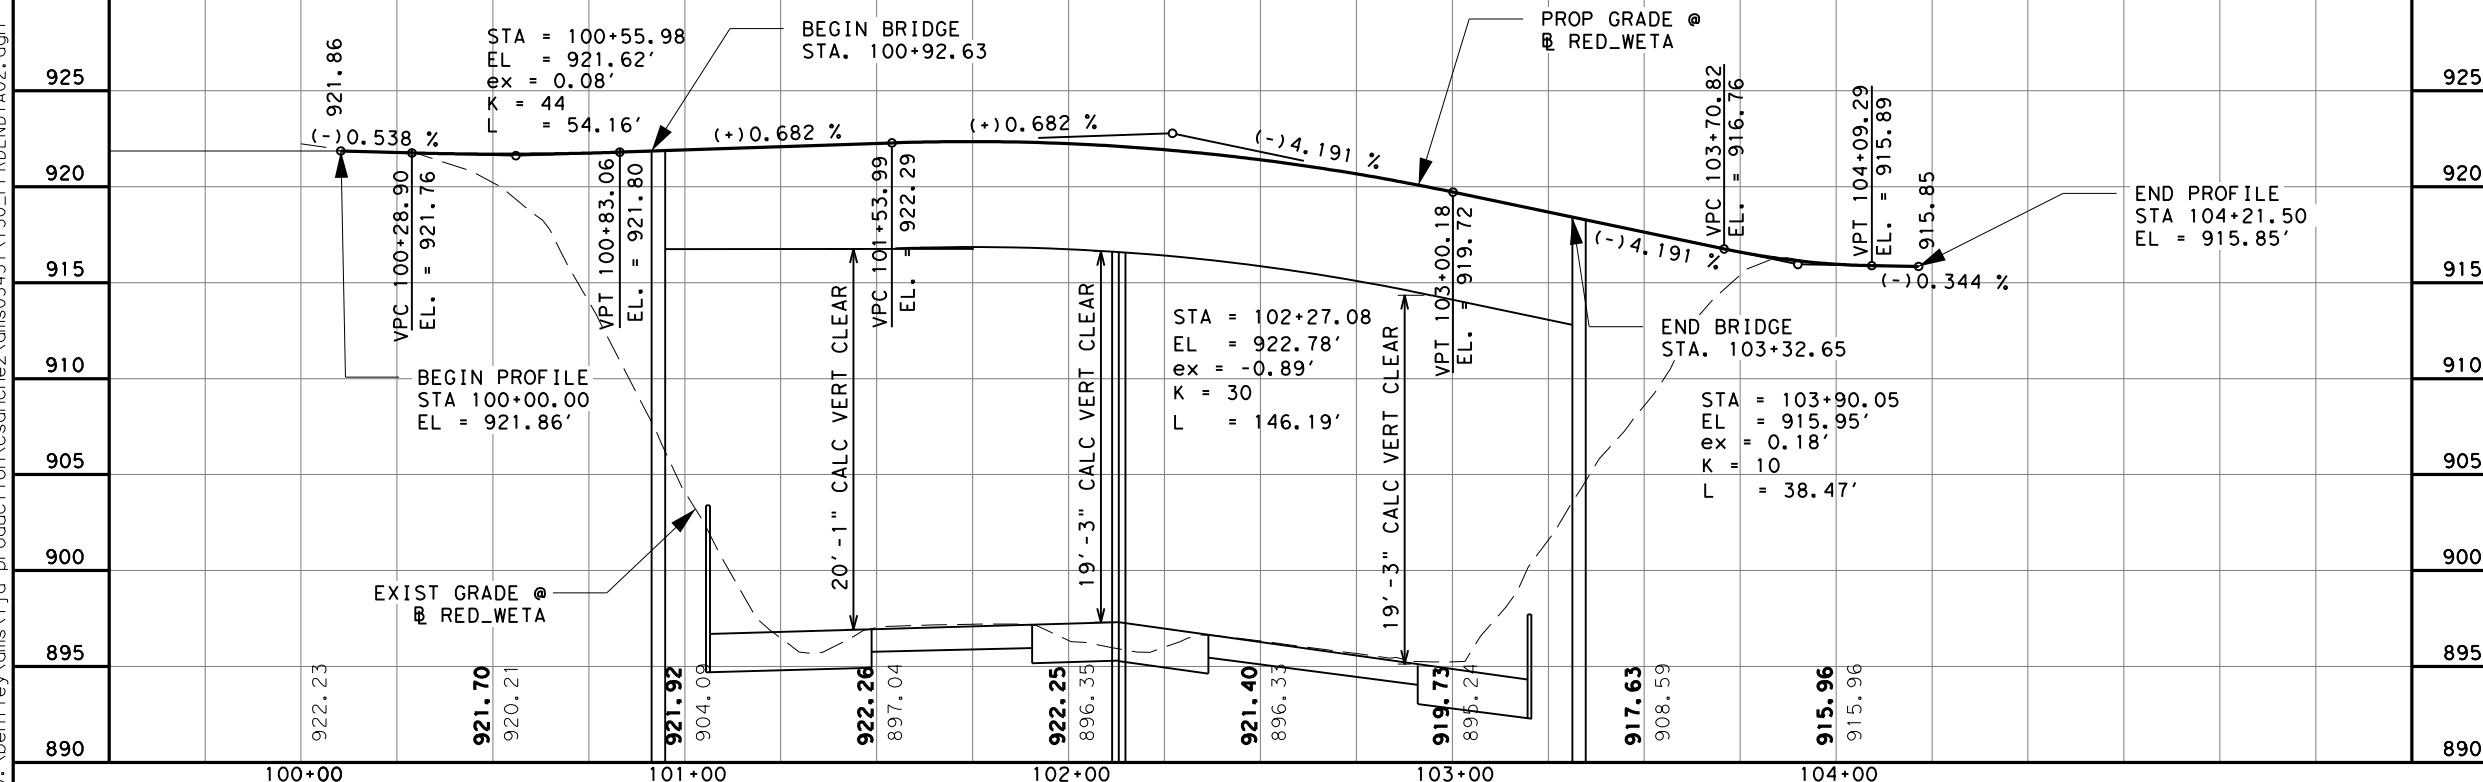 925
920
915
910
905
900
895
890
921.86
(-)0.538 %
STA = 100+55.98
EL = 921.62'
ex = 0.08'
K = 44
L = 54.16'
BEGIN BRIDGE
STA. 100+92.63
(+)0.682 %
(+)0.682 %
(-)4.191 %
PROP GRADE @
℄ RED_WETA
VPC 100+28.90
EL. = 921.76
VPT 100+83.06
EL. = 921.80
VPC 101+53.99
EL. = 922.29
VPT 103+00.18
EL. = 919.72
VPC 103+70.82
EL. = 916.76
VPT 104+09.29
EL. = 915.89
915.85
END PROFILE
STA 104+21.50
EL = 915.85'
(-)4.191 %
(-)0.344 %
BEGIN PROFILE
STA 100+00.00
EL = 921.86'
20'-1" CALC VERT CLEAR
19'-3" CALC VERT CLEAR
STA = 102+27.08
EL = 922.78'
ex = -0.89'
K = 30
L = 146.19'
19'-3" CALC VERT CLEAR
END BRIDGE
STA. 103+32.65
STA = 103+90.05
EL = 915.95'
ex = 0.18'
K = 10
L = 38.47'
EXIST GRADE @
℄ RED_WETA
922.23
921.70
920.21
921.92
904.09
922.26
897.04
922.25
896.35
921.40
896.33
919.73
895.24
917.63
908.59
915.96
915.96
100+00
101+00
102+00
103+00
104+00
925
920
915
910
905
900
895
890